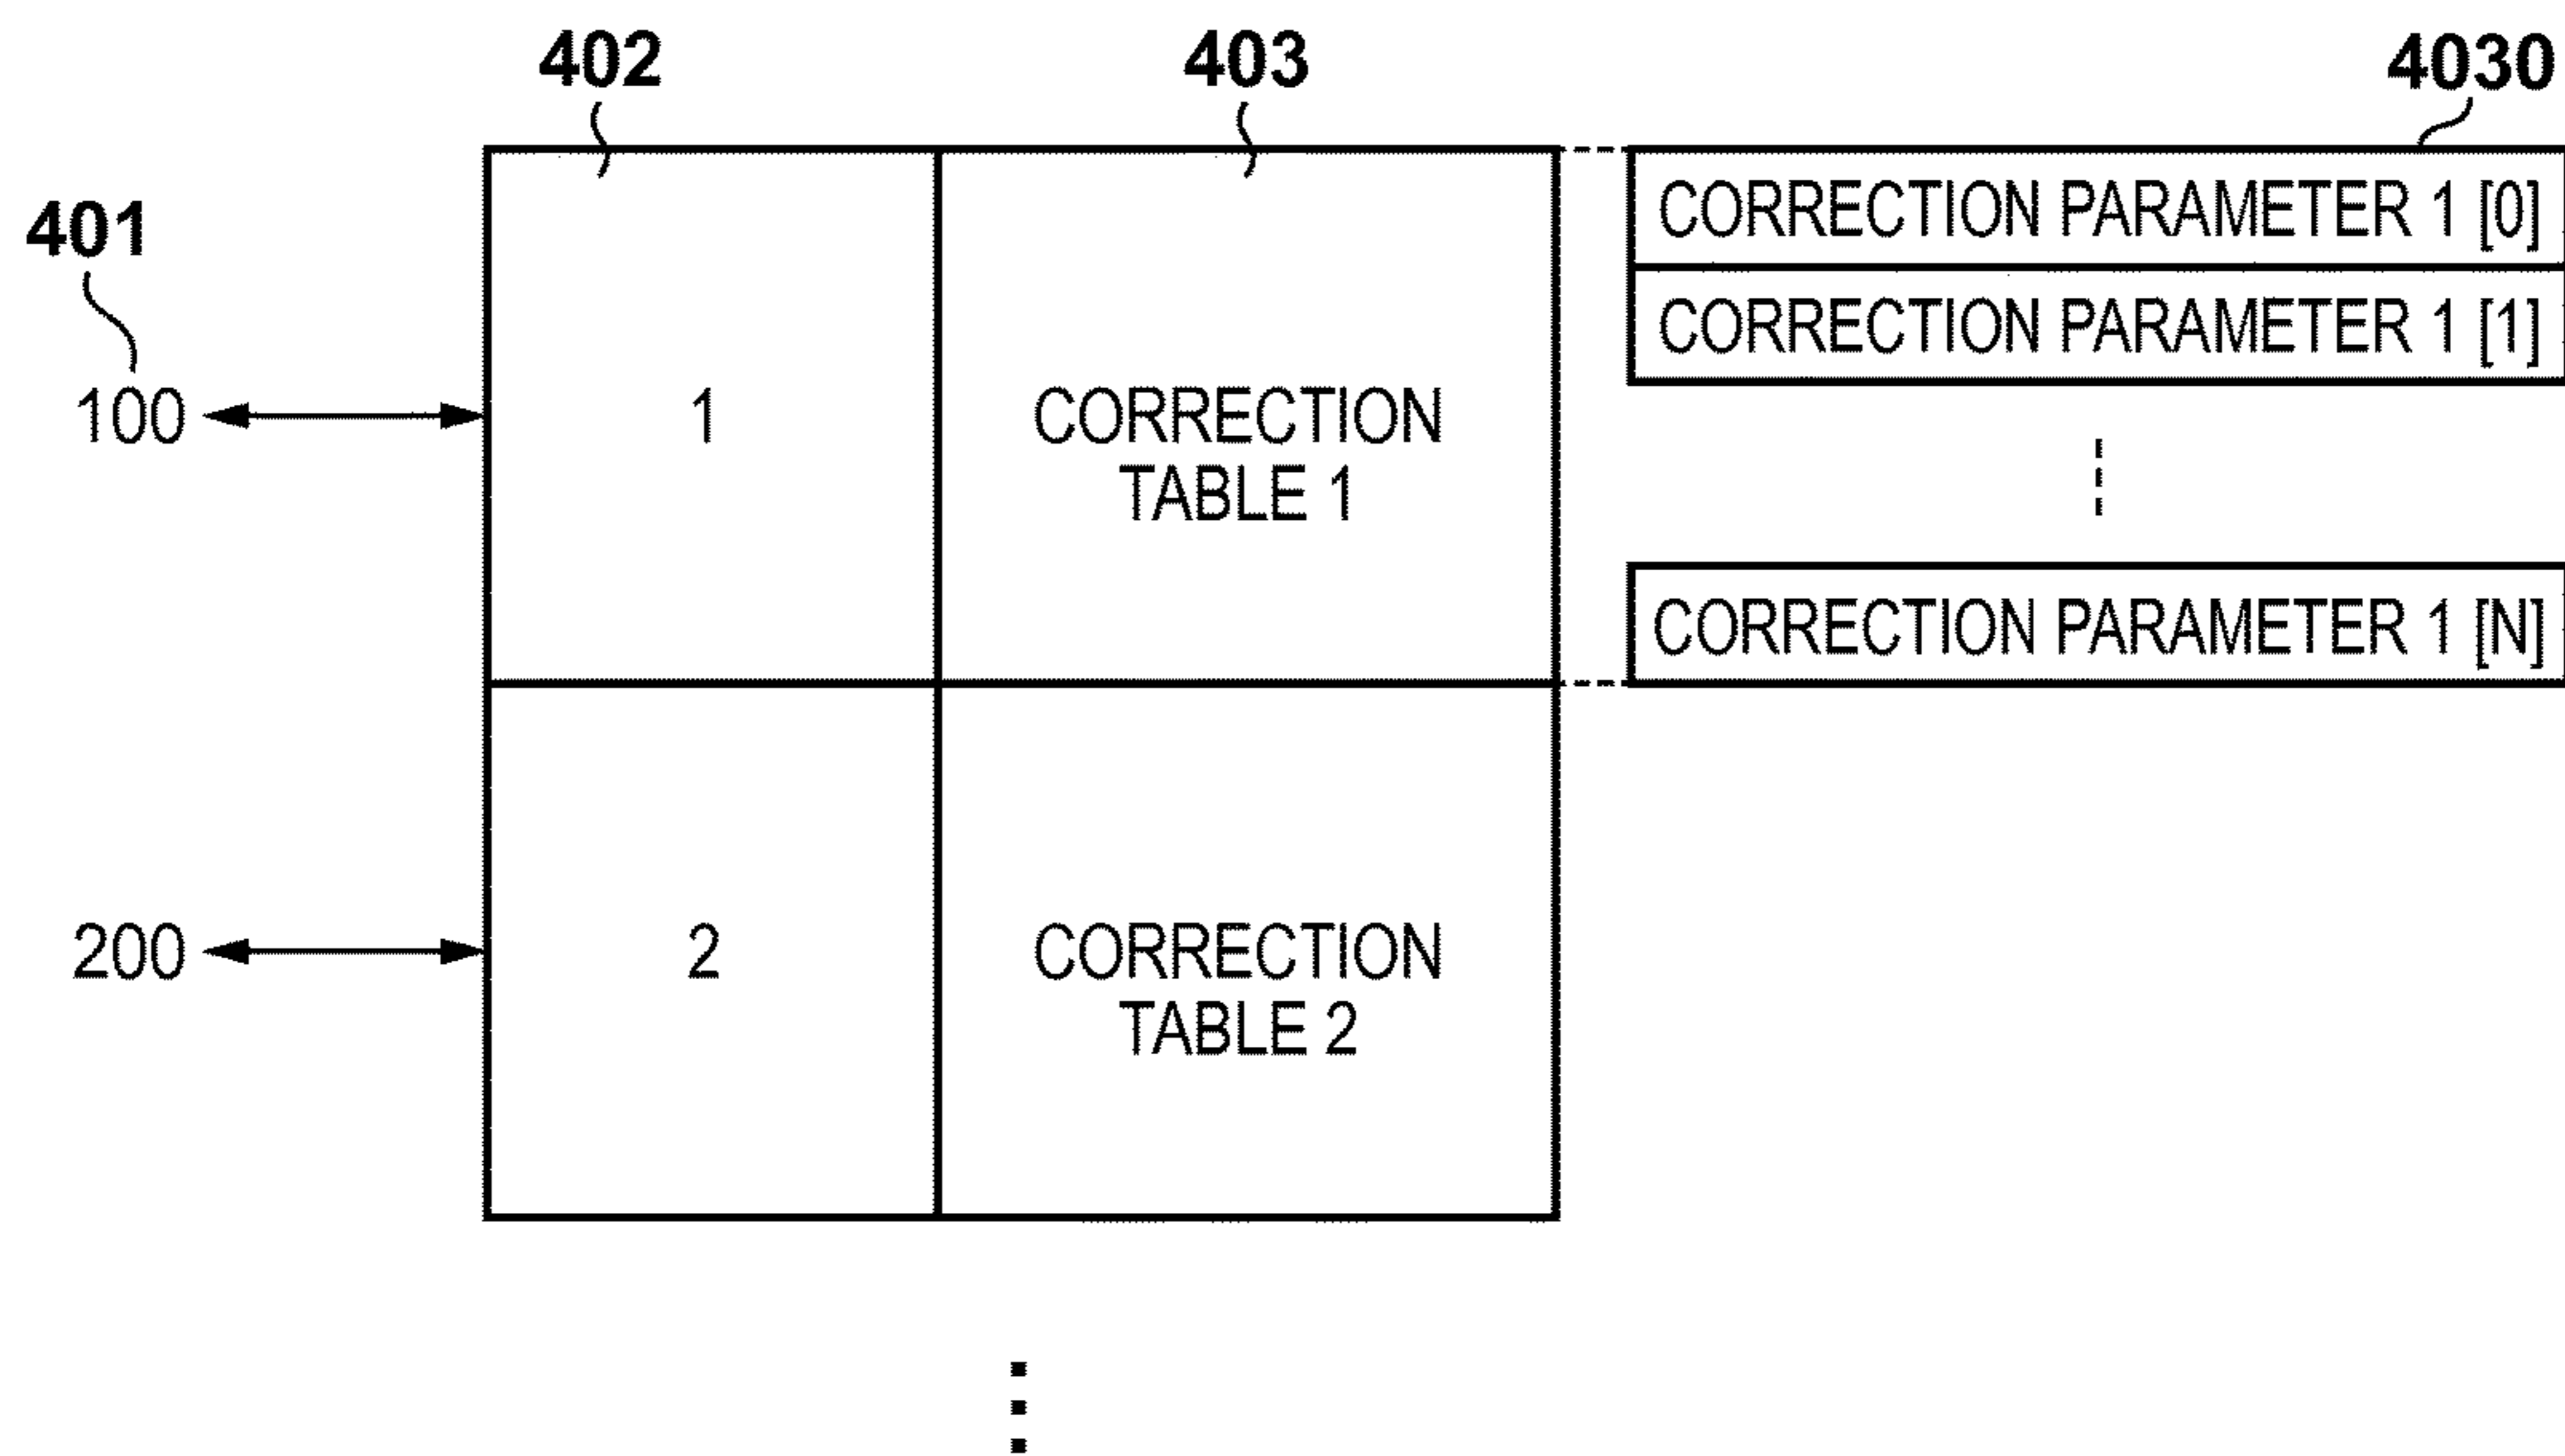 402
403
4030
401
CORRECTION PARAMETER 1 [0]
CORRECTION PARAMETER 1 [1]
100
1
CORRECTION
TABLE 1
CORRECTION PARAMETER 1 [N]
200
2
CORRECTION
TABLE 2